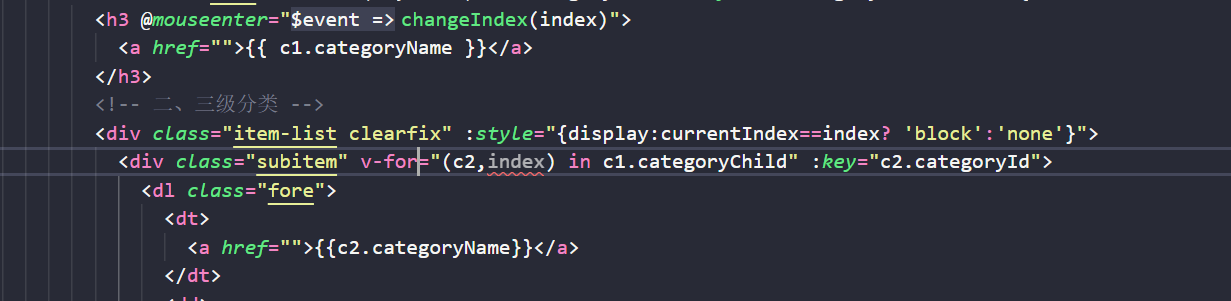 <h3 @mouseenter="$event => changeIndex(index)">
<a href="">{{ c1.categoryName }}</a>
</h3>
<!-- 二、三级分类 -->
<div class="item-list clearfix" :style="{display:currentIndex==index? 'block':'none'}">
<div class="subitem" v-for="(c2,index) in c1.categoryChild" :key="c2.categoryId">
<dl class="fore">
<dt>
<a href="">{{c2.categoryName}}</a>
</dt>